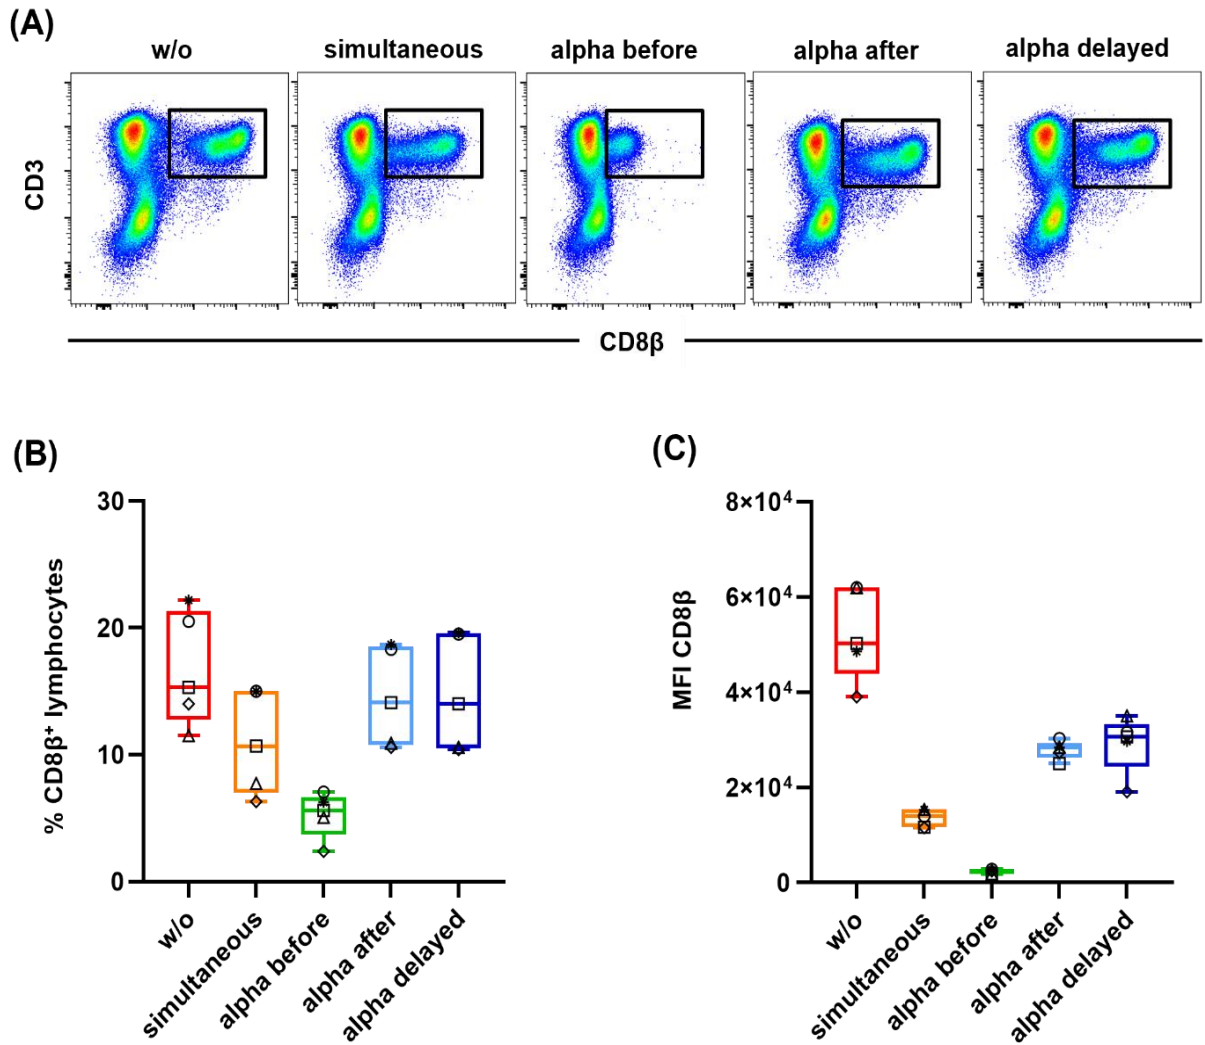 (A)
w/o simultaneous alpha before alpha after alpha delayed
CD3
CD8β
(B)
(C)
% CD8β⁺ lymphocytes
30
20
10
0
w/o
simultaneous
alpha before
alpha after
alpha delayed
MFI CD8β
8×10⁴
6×10⁴
4×10⁴
2×10⁴
0
w/o
simultaneous
alpha before
alpha after
alpha delayed